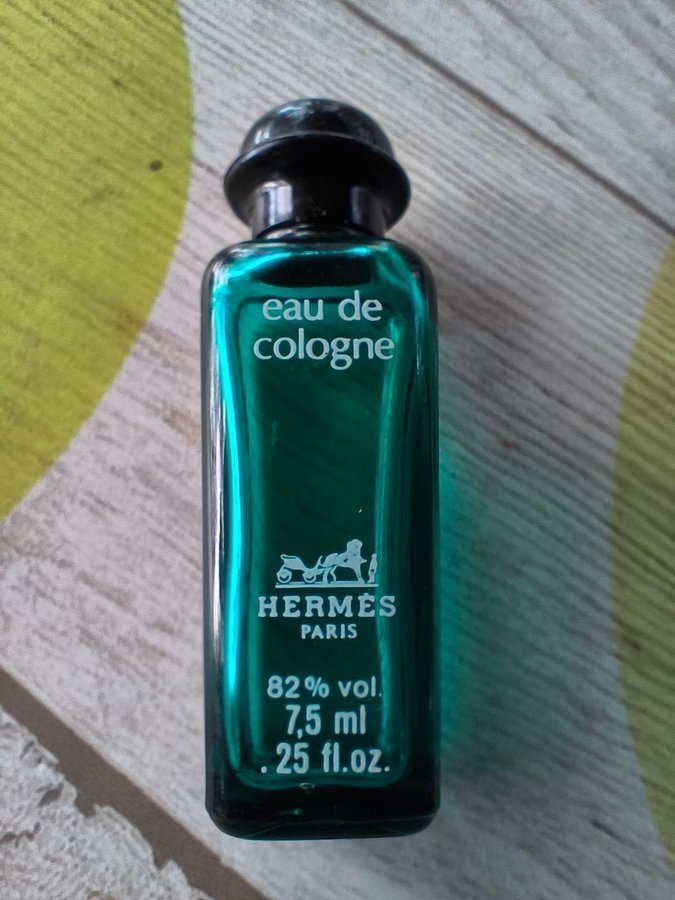 eau de
cologne
HERMÈS
PARIS
82% vol.
7,5 ml
.25 fl.oz.